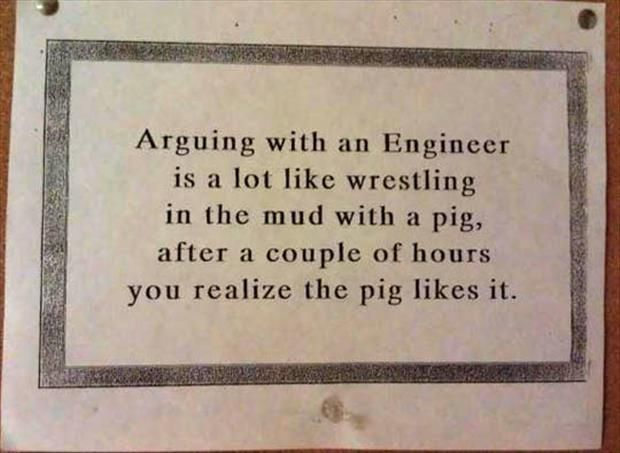 Arguing with an Engineer
is a lot like wrestling
in the mud with a pig,
after a couple of hours
you realize the pig likes it.